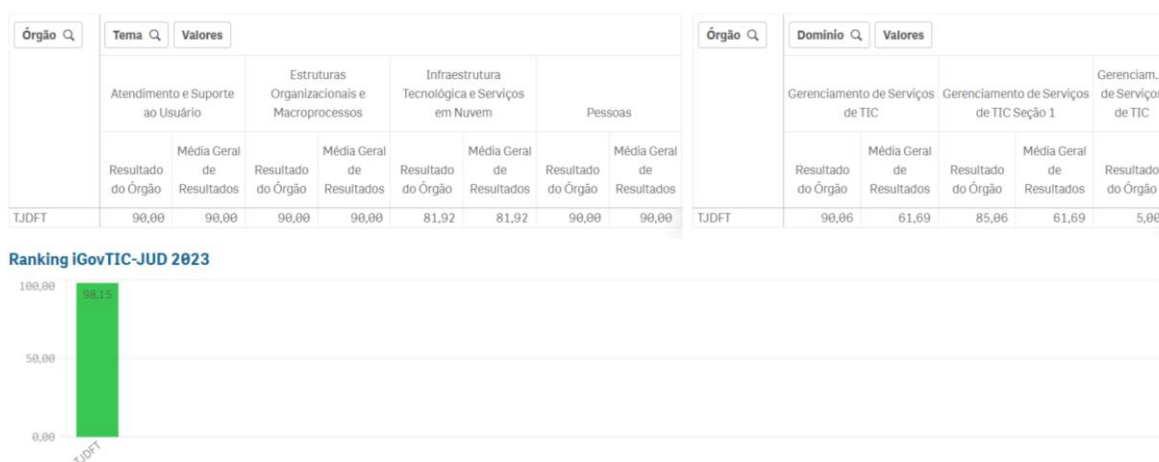 Órgão Tema Valores
Atendimento e Suporte ao Usuário
Estruturas Organizacionais e Macroprocessos
Infraestrutura Tecnológica e Serviços em Nuvem
Pessoas
Resultado do Órgão Média Geral de Resultados Resultado do Órgão Média Geral de Resultados Resultado do Órgão Média Geral de Resultados Resultado do Órgão Média Geral de Resultados
TJDFT 90,00 90,00 90,00 90,00 81,92 81,92 90,00 90,00
Órgão Domínio Valores
Gerenciamento de Serviços de TIC
Gerenciamento de Serviços de TIC Seção 1
Gerenciam... de Serviços de TIC
Resultado do Órgão Média Geral de Resultados Resultado do Órgão Média Geral de Resultados Resultado do Órgão
TJDFT 90,06 61,69 85,06 61,69 5,00
Ranking iGovTIC-JUD 2023
100,00
98,15
50,00
0,00
TJDFT